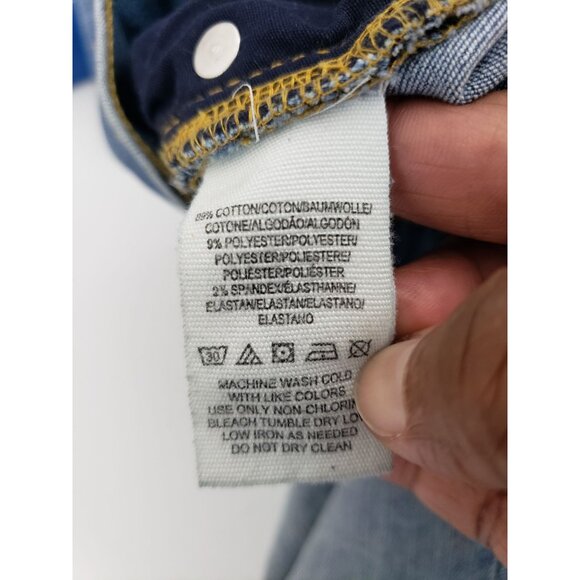 89% COTTON/COTON/BAUMWOLLE/
COTONE/ALGODÃO/ALGODÓN
9% POLYESTER/POLYESTER/
POLYESTER/POLIESTERE/
POLIÉSTER/POLIÉSTER
2% SPANDEX/ÉLASTHANNE/
ELASTAN/ELASTAN/ELASTANO/
ELASTANO
30
MACHINE WASH COLD
WITH LIKE COLORS
USE ONLY NON-CHLORIN
BLEACH TUMBLE DRY LO
LOW IRON AS NEEDED
DO NOT DRY CLEAN